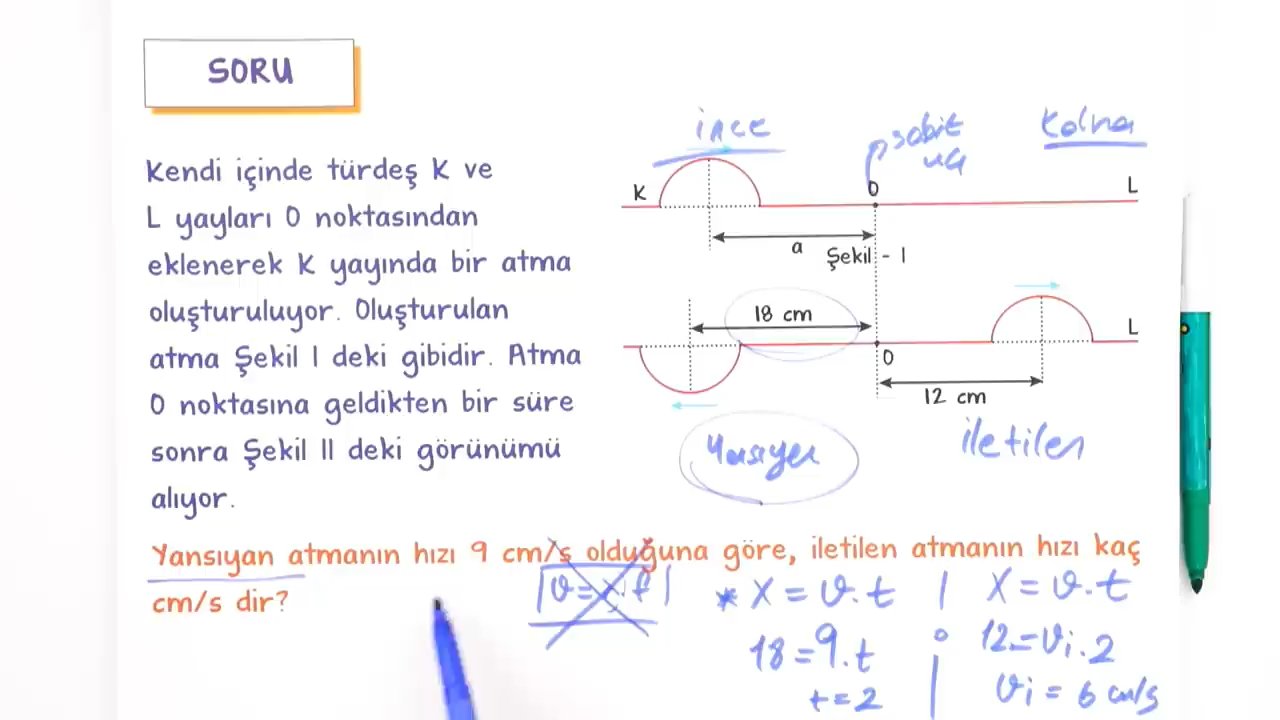 SORU
Kendi içinde türdeş K ve
L yayları O noktasından
eklenerek K yayında bir atma
oluşturuluyor. Oluşturulan
atma Şekil I deki gibidir. Atma
O noktasına geldikten bir süre
sonra Şekil II deki görünümü
alıyor.
Yansıyan atmanın hızı 9 cm/s olduğuna göre, iletilen atmanın hızı kaç
cm/s dir?
ince
sabit
uç
Kalına
K
O
L
a
Şekil - I
18 cm
L
O
12 cm
Yansıyan
iletilen
v = λ.f
* X = v.t
18 = 9.t
t = 2
X = v.t
12 = Vi.2
Vi = 6 cm/s